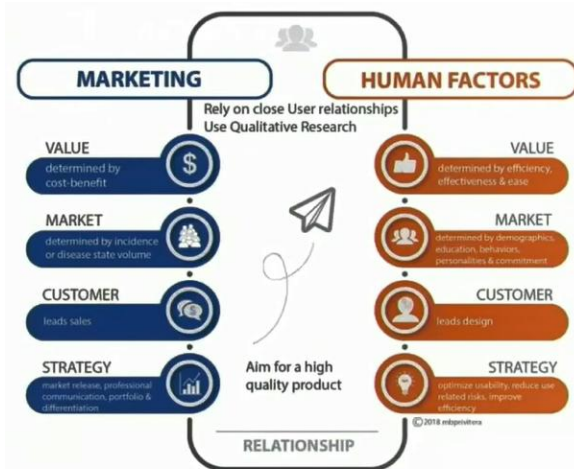 MARKETING
HUMAN FACTORS
Rely on close User relationships
Use Qualitative Research
VALUE
determined by
cost-benefit
$
MARKET
determined by incidence
or disease state volume
CUSTOMER
leads sales
$
STRATEGY
market release, professional
communication, portfolio &
differentiation
VALUE
determined by efficiency,
effectiveness & ease
MARKET
determined by demographics,
education, behaviors,
personalities & commitment
CUSTOMER
leads design
STRATEGY
optimize usability, reduce use
related risks, improve
efficiency
Aim for a high
quality product
©2018 mbprivitera
RELATIONSHIP